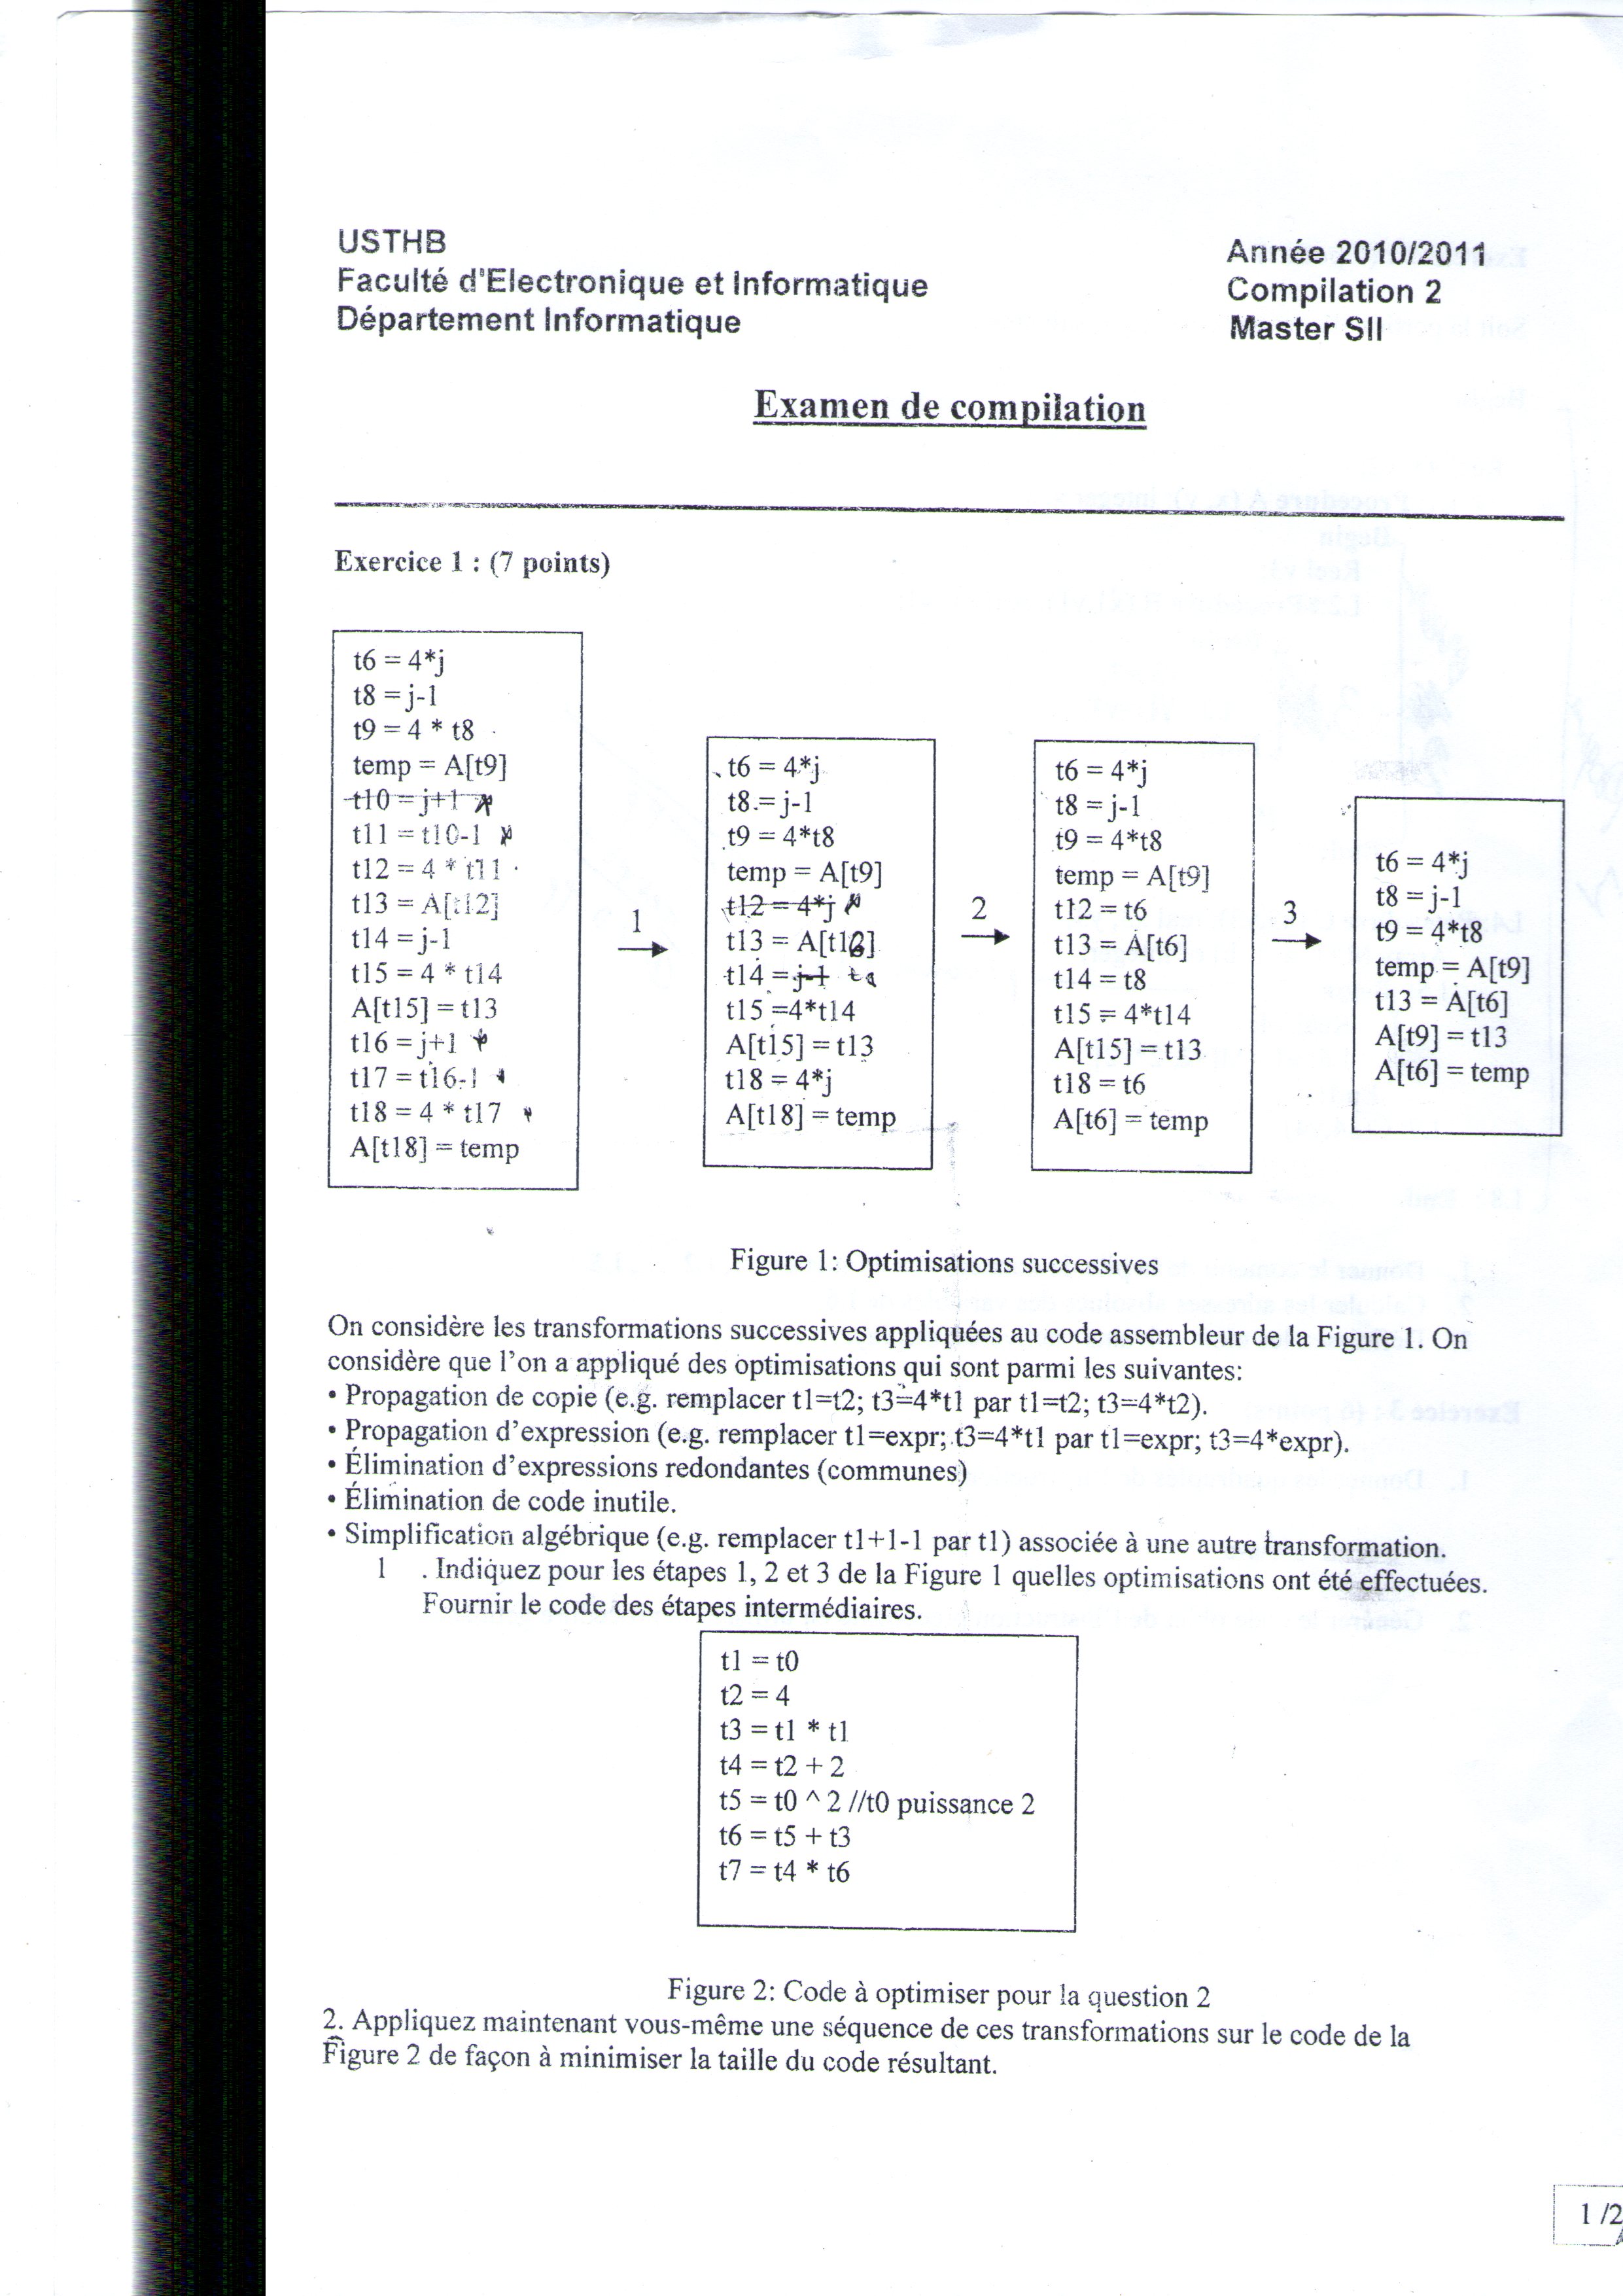 USTHB
Faculté d'Electronique et Informatique
Département Informatique
Année 2010/2011
Compilation 2
Master SII
Examen de compilation
Exercice 1 : (7 points)
t6 = 4*j
t8 = j-1
t9 = 4 * t8
temp = A[t9]
t10 = j+1
t11 = t10-1
t12 = 4 * t11
t13 = A[t12]
t14 = j-1
t15 = 4 * t14
A[t15] = t13
t16 = j+1
t17 = t16-1
t18 = 4 * t17
A[t18] = temp
1
t6 = 4*j
t8 = j-1
t9 = 4*t8
temp = A[t9]
t12 = 4*j
t13 = A[t12]
t14 = j-1
t15 =4*t14
A[t15] = t13
t18 = 4*j
A[t18] = temp
2
t6 = 4*j
t8 = j-1
t9 = 4*t8
temp = A[t9]
t12 = t6
t13 = A[t6]
t14 = t8
t15 = 4*t14
A[t15] = t13
t18 = t6
A[t6] = temp
3
t6 = 4*j
t8 = j-1
t9 = 4*t8
temp = A[t9]
t13 = A[t6]
A[t9] = t13
A[t6] = temp
Figure 1: Optimisations successives
On considère les transformations successives appliquées au code assembleur de la Figure 1. On
considère que l'on a appliqué des optimisations qui sont parmi les suivantes:
• Propagation de copie (e.g. remplacer t1=t2; t3=4*t1 par t1=t2; t3=4*t2).
• Propagation d'expression (e.g. remplacer t1=expr; t3=4*t1 par t1=expr; t3=4*expr).
• Élimination d'expressions redondantes (communes)
• Élimination de code inutile.
• Simplification algébrique (e.g. remplacer t1+1-1 par t1) associée à une autre transformation.
1 . Indiquez pour les étapes 1, 2 et 3 de la Figure 1 quelles optimisations ont été effectuées.
Fournir le code des étapes intermédiaires.
t1 = t0
t2 = 4
t3 = t1 * t1
t4 = t2 + 2
t5 = t0 ^ 2 //t0 puissance 2
t6 = t5 + t3
t7 = t4 * t6
Figure 2: Code à optimiser pour la question 2
2. Appliquez maintenant vous-même une séquence de ces transformations sur le code de la
Figure 2 de façon à minimiser la taille du code résultant.
1 /2